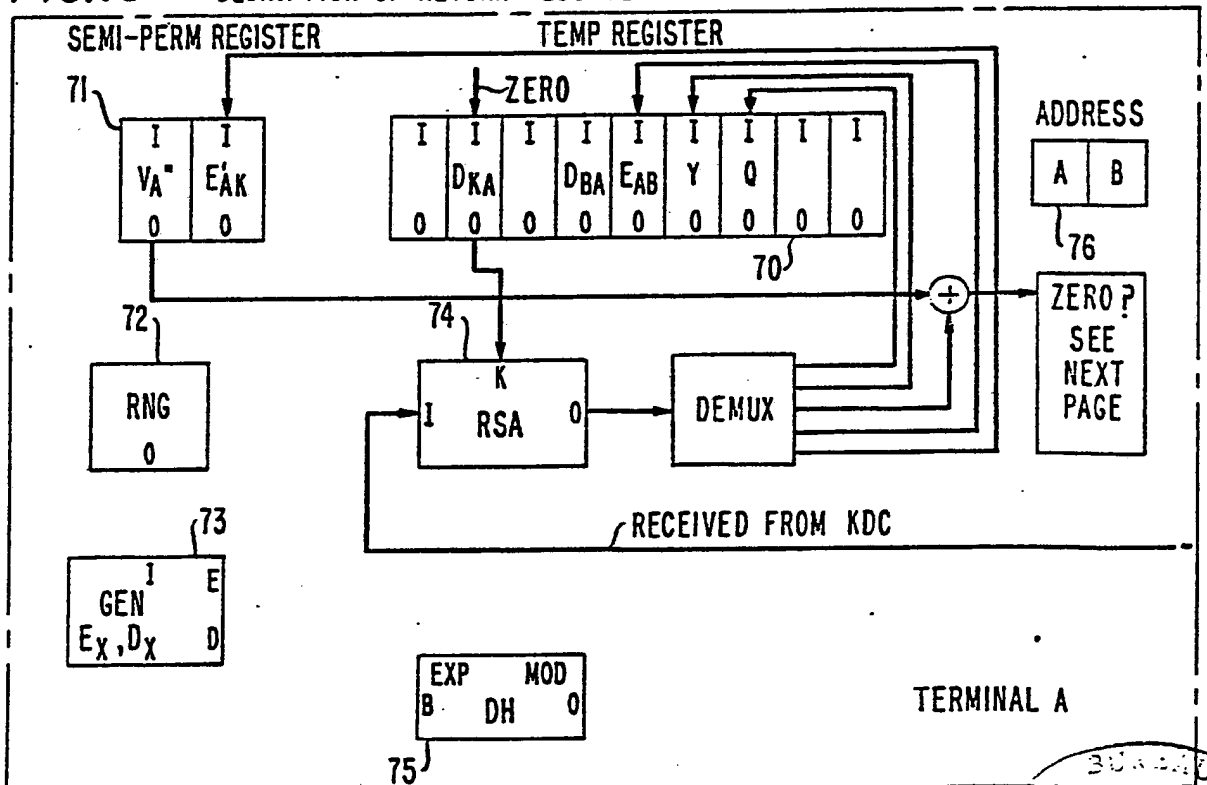 SEMI-PERM REGISTER
TEMP REGISTER
71
ZERO
ADDRESS
I I
V_A" E'_AK
0 0
I I I I I I I I I
D_KA D_BA E_AB Y Q
0 0 0 0 0 0 0 0 0
70
A B
76
72
RNG
0
74
K
I RSA 0
DEMUX
+
ZERO?
SEE
NEXT
PAGE
RECEIVED FROM KDC
73
I E
GEN
E_X, D_X D
EXP MOD
B DH 0
75
TERMINAL A